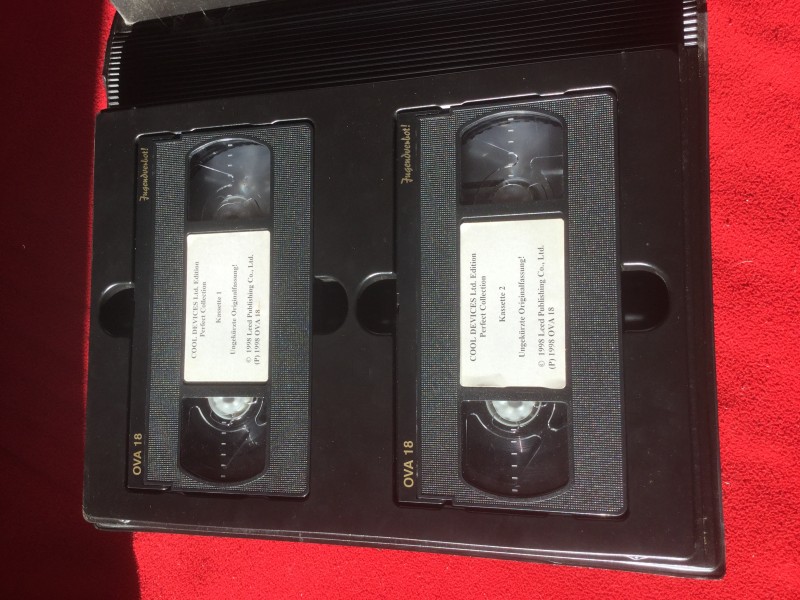 Jugendverbot!
OVA 18
COOL DEVICES Ltd. Edition
Perfect Collection
Kassette 1
Ungekürzte Originalfassung!
© 1998 Leed Publishing Co., Ltd.
(P) 1998 OVA 18
Jugendverbot!
OVA 18
COOL DEVICES Ltd. Edition
Perfect Collection
Kassette 2
Ungekürzte Originalfassung!
© 1998 Leed Publishing Co., Ltd.
(P) 1998 OVA 18